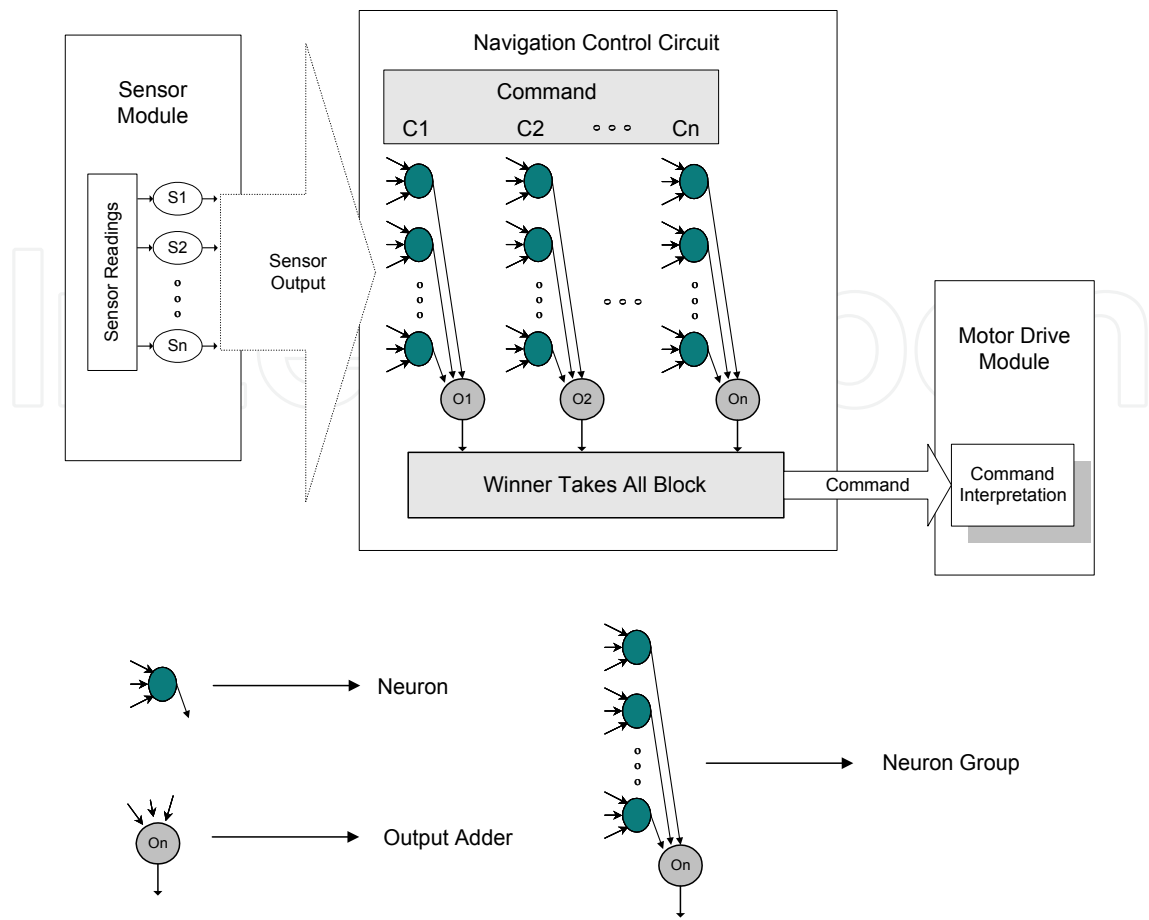 Sensor
Module
Sensor Readings
S1
S2
Sn
Sensor
Output
Navigation Control Circuit
Command
C1 C2 Cn
O1 O2 On
Winner Takes All Block
Command
Motor Drive
Module
Command
Interpretation
Neuron
Neuron Group
On
Output Adder
On